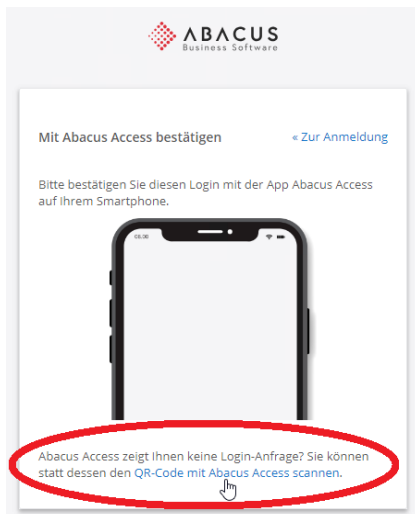 ABACUS
Business Software
Mit Abacus Access bestätigen
« Zur Anmeldung
Bitte bestätigen Sie diesen Login mit der App Abacus Access
auf Ihrem Smartphone.
08:30
Abacus Access zeigt Ihnen keine Login-Anfrage? Sie können
statt dessen den QR-Code mit Abacus Access scannen.